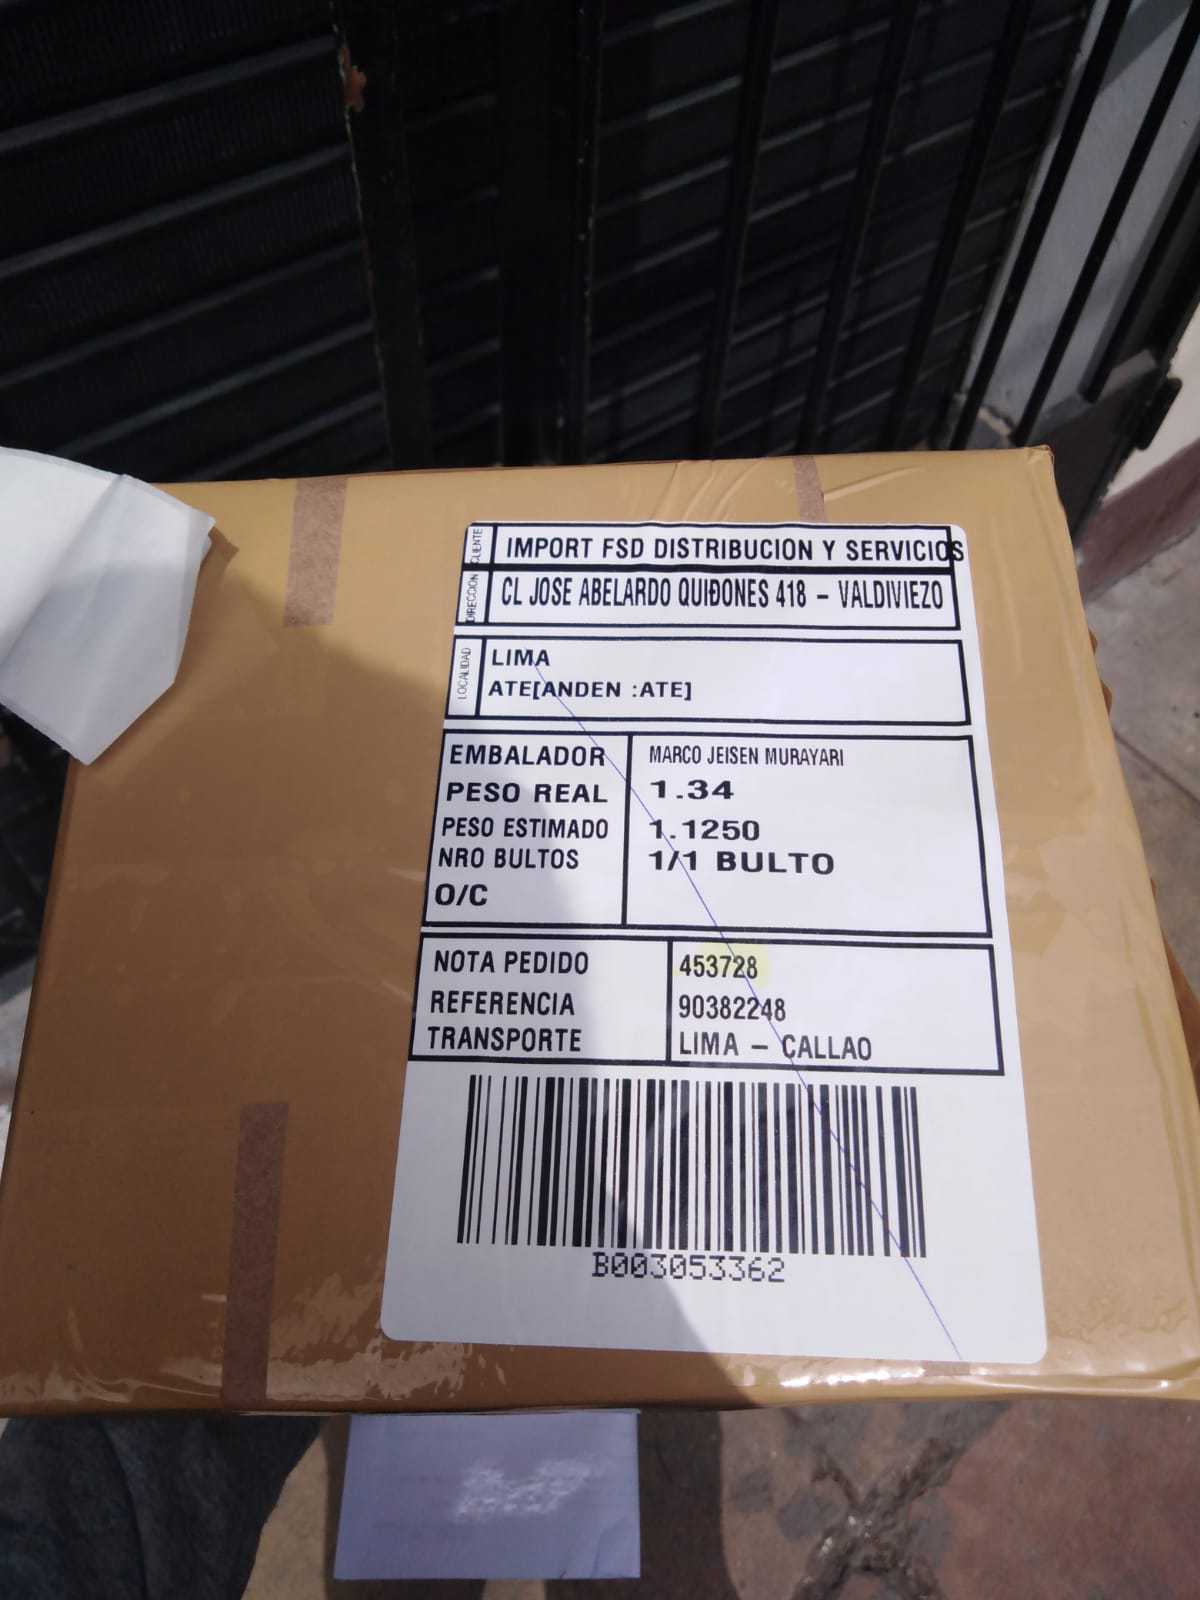 CLIENTE IMPORT FSD DISTRIBUCION Y SERVICIOS
DIRECCION CL JOSE ABELARDO QUIÐONES 418 - VALDIVIEZO
LOCALIDAD LIMA
ATE[ANDEN :ATE]
EMBALADOR MARCO JEISEN MURAYARI
PESO REAL 1.34
PESO ESTIMADO 1.1250
NRO BULTOS 1/1 BULTO
O/C
NOTA PEDIDO 453728
REFERENCIA 90382248
TRANSPORTE LIMA - CALLAO
B003053362